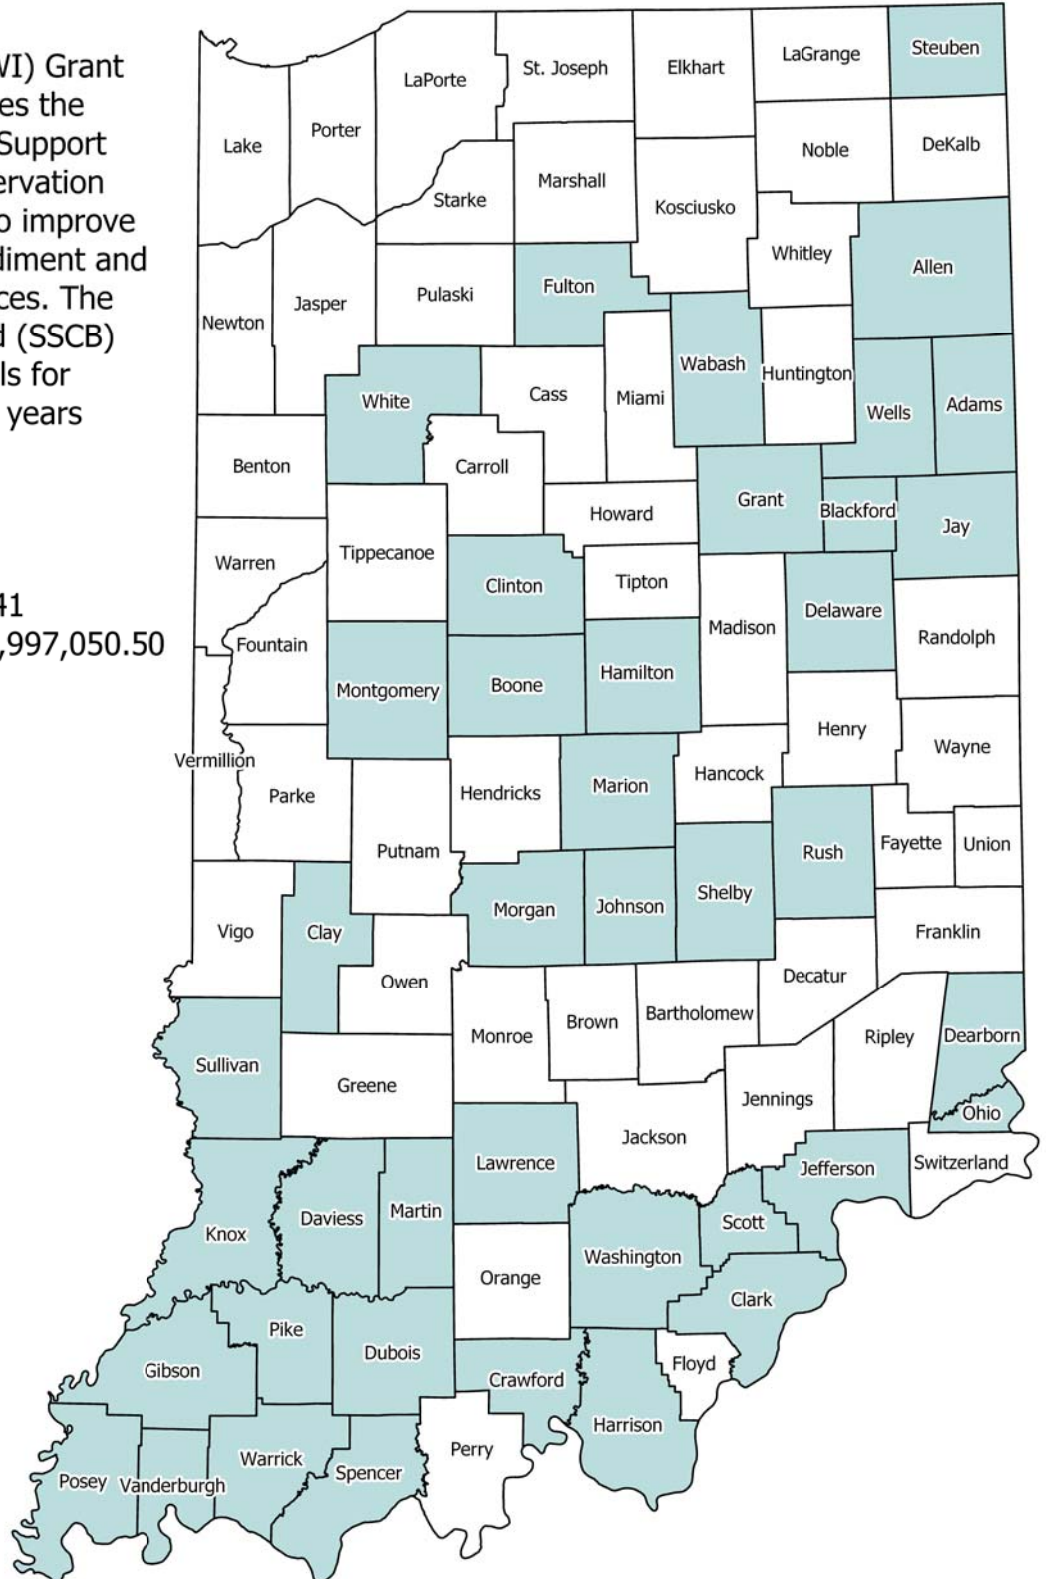 WI) Grant
es the
Support
ervation
o improve
diment and
ces. The
d (SSCB)
ls for
years
41
,997,050.50
Steuben
LaGrange
Elkhart
St. Joseph
LaPorte
Porter
Lake
Noble
DeKalb
Marshall
Starke
Kosciusko
Whitley
Allen
Fulton
Pulaski
Jasper
Newton
Wabash
Huntington
Miami
Cass
White
Wells
Adams
Benton
Carroll
Grant
Blackford
Howard
Jay
Warren
Tippecanoe
Clinton
Tipton
Delaware
Madison
Randolph
Fountain
Montgomery
Boone
Hamilton
Henry
Wayne
Vermillion
Parke
Hendricks
Marion
Hancock
Putnam
Rush
Fayette
Union
Morgan
Johnson
Shelby
Vigo
Clay
Franklin
Owen
Decatur
Monroe
Brown
Bartholomew
Ripley
Dearborn
Sullivan
Greene
Jennings
Ohio
Jackson
Lawrence
Jefferson
Switzerland
Knox
Daviess
Martin
Scott
Washington
Orange
Clark
Pike
Dubois
Gibson
Crawford
Floyd
Harrison
Perry
Posey
Vanderburgh
Warrick
Spencer